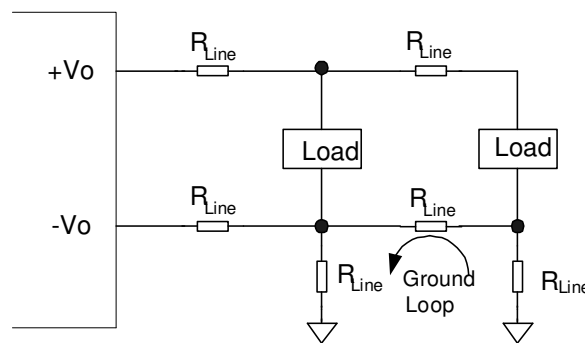 R_Line
R_Line
+Vo
Load
Load
R_Line
R_Line
-Vo
R_Line
Ground
Loop
R_Line